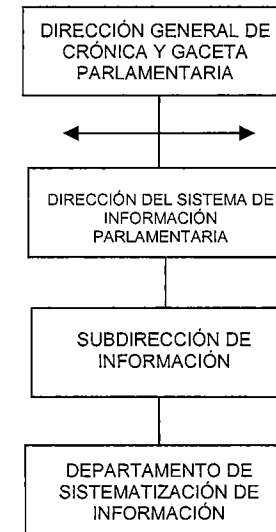 DIRECCIÓN GENERAL DE
CRÓNICA Y GACETA
PARLAMENTARIA
DIRECCIÓN DEL SISTEMA DE
INFORMACIÓN
PARLAMENTARIA
SUBDIRECCIÓN DE
INFORMACIÓN
DEPARTAMENTO DE
SISTEMATIZACIÓN DE
INFORMACIÓN